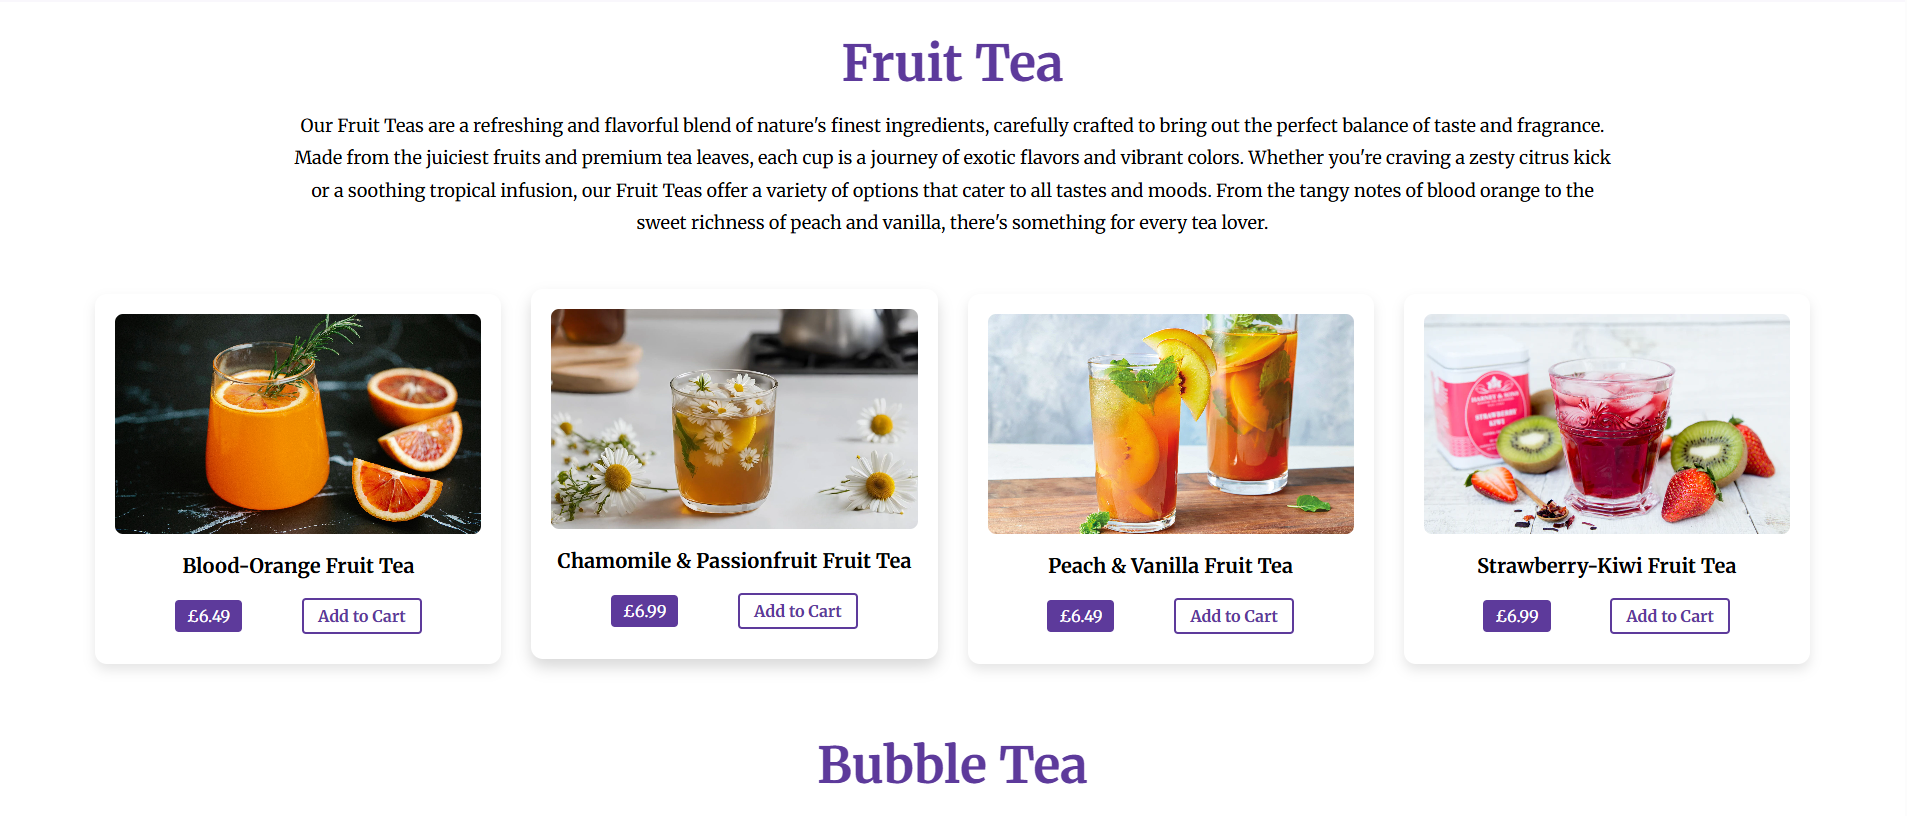 Fruit Tea
Our Fruit Teas are a refreshing and flavorful blend of nature's finest ingredients, carefully crafted to bring out the perfect balance of taste and fragrance.
Made from the juiciest fruits and premium tea leaves, each cup is a journey of exotic flavors and vibrant colors. Whether you're craving a zesty citrus kick
or a soothing tropical infusion, our Fruit Teas offer a variety of options that cater to all tastes and moods. From the tangy notes of blood orange to the
sweet richness of peach and vanilla, there's something for every tea lover.
STRAWBERRY
KIWI
Blood-Orange Fruit Tea
£6.49
Add to Cart
Chamomile & Passionfruit Fruit Tea
£6.99
Add to Cart
Peach & Vanilla Fruit Tea
£6.49
Add to Cart
Strawberry-Kiwi Fruit Tea
£6.99
Add to Cart
Bubble Tea